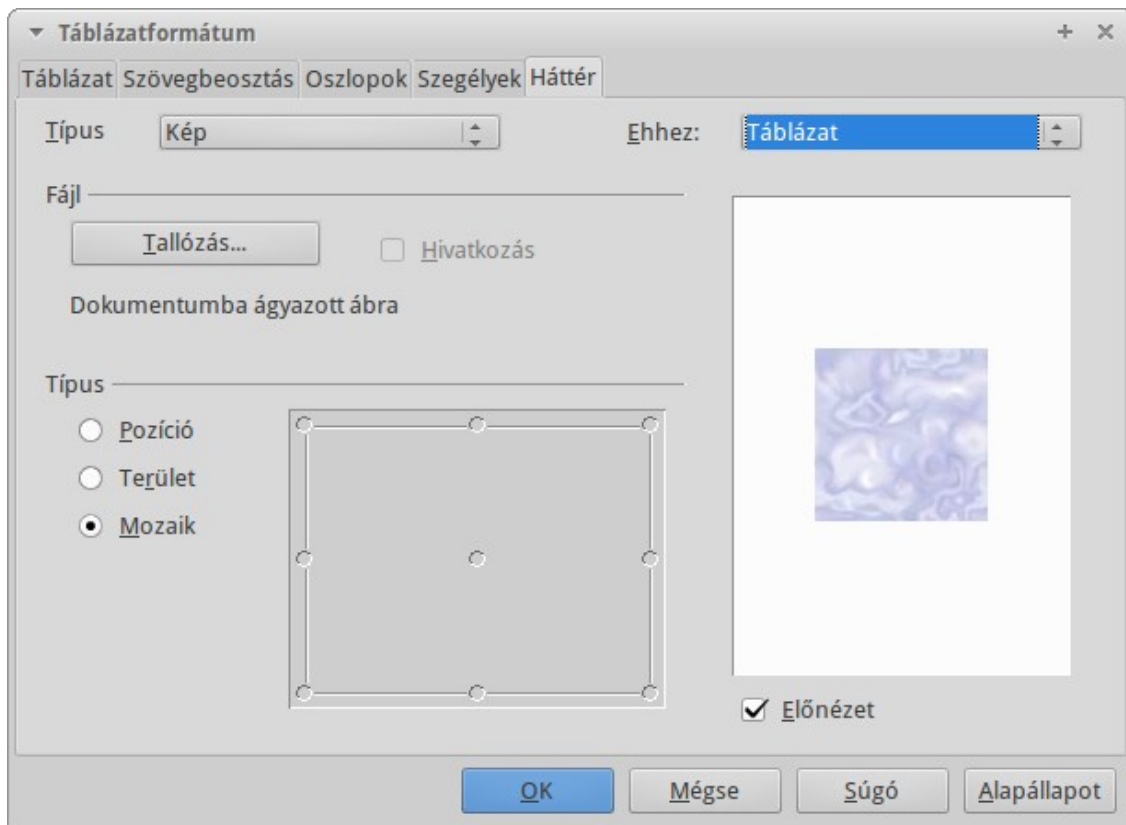 Táblázatformátum
Táblázat Szövegbeosztás Oszlopok Szegélyek Háttér
Típus Kép Ehhez: Táblázat
Fájl
Tallózás... Hivatkozás
Dokumentumba ágyazott ábra
Típus
Pozíció
Terület
Mozaik
Előnézet
OK Mégse Súgó Alapállapot